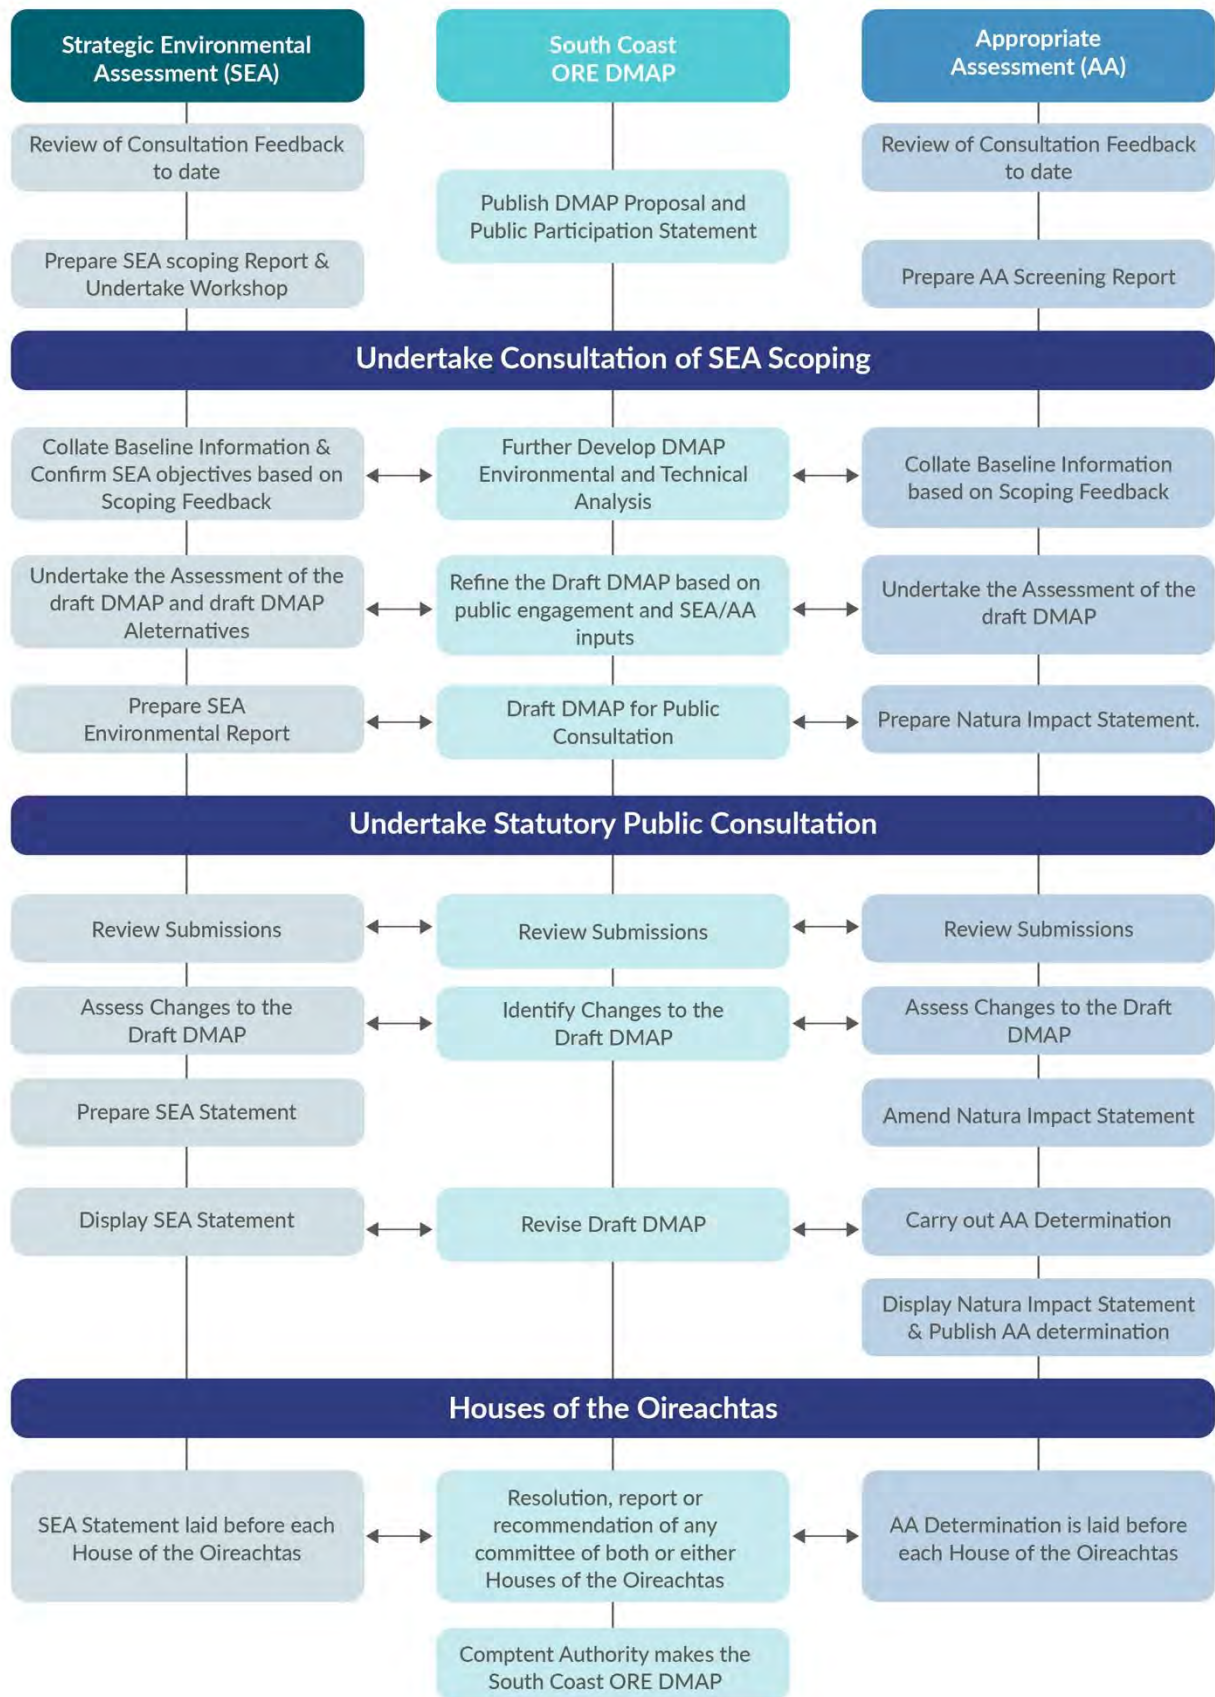 Strategic Environmental
Assessment (SEA)
South Coast
ORE DMAP
Appropriate
Assessment (AA)
Review of Consultation Feedback
to date
Publish DMAP Proposal and
Public Participation Statement
Review of Consultation Feedback
to date
Prepare SEA scoping Report &
Undertake Workshop
Prepare AA Screening Report
Undertake Consultation of SEA Scoping
Collate Baseline Information &
Confirm SEA objectives based on
Scoping Feedback
Further Develop DMAP
Environmental and Technical
Analysis
Collate Baseline Information
based on Scoping Feedback
Undertake the Assessment of the
draft DMAP and draft DMAP
Aleternatives
Refine the Draft DMAP based on
public engagement and SEA/AA
inputs
Undertake the Assessment of the
draft DMAP
Prepare SEA
Environmental Report
Draft DMAP for Public
Consultation
Prepare Natura Impact Statement.
Undertake Statutory Public Consultation
Review Submissions
Review Submissions
Review Submissions
Assess Changes to the
Draft DMAP
Identify Changes to the
Draft DMAP
Assess Changes to the Draft
DMAP
Prepare SEA Statement
Amend Natura Impact Statement
Display SEA Statement
Revise Draft DMAP
Carry out AA Determination
Display Natura Impact Statement
& Publish AA determination
Houses of the Oireachtas
SEA Statement laid before each
House of the Oireachtas
Resolution, report or
recommendation of any
committee of both or either
Houses of the Oireachtas
AA Determination is laid before
each House of the Oireachtas
Comptent Authority makes the
South Coast ORE DMAP